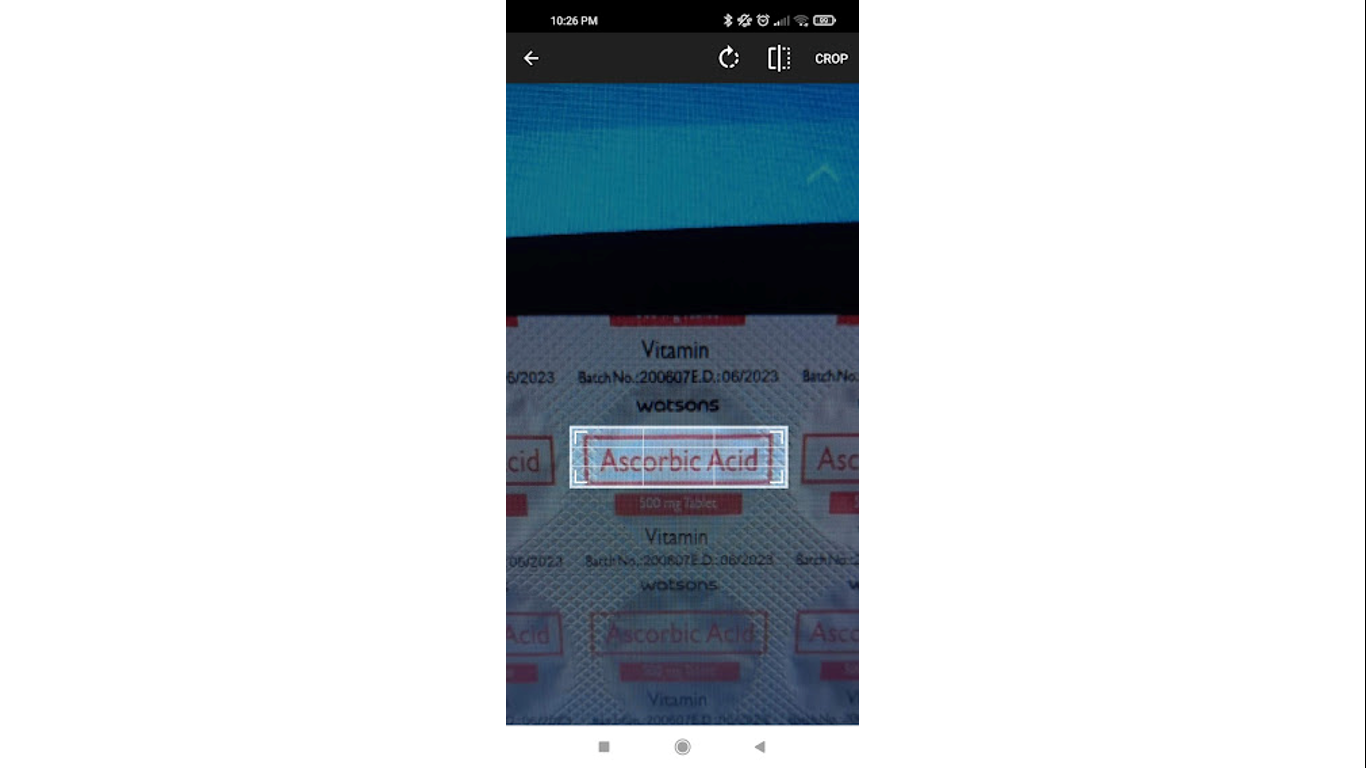 10:26 PM
CROP
Vitamin
6/2023 Batch No.:200607E.D.:06/2023 Batch No.
watsons
cid Ascorbic Acid Asc
500 mg Tablet 5
Vitamin
06/2023 Batch No.:200607E.D.:06/2023 Batch No.:2
watsons w
Acid Ascorbic Acid Asco
500 mg Tablet
Vitamin